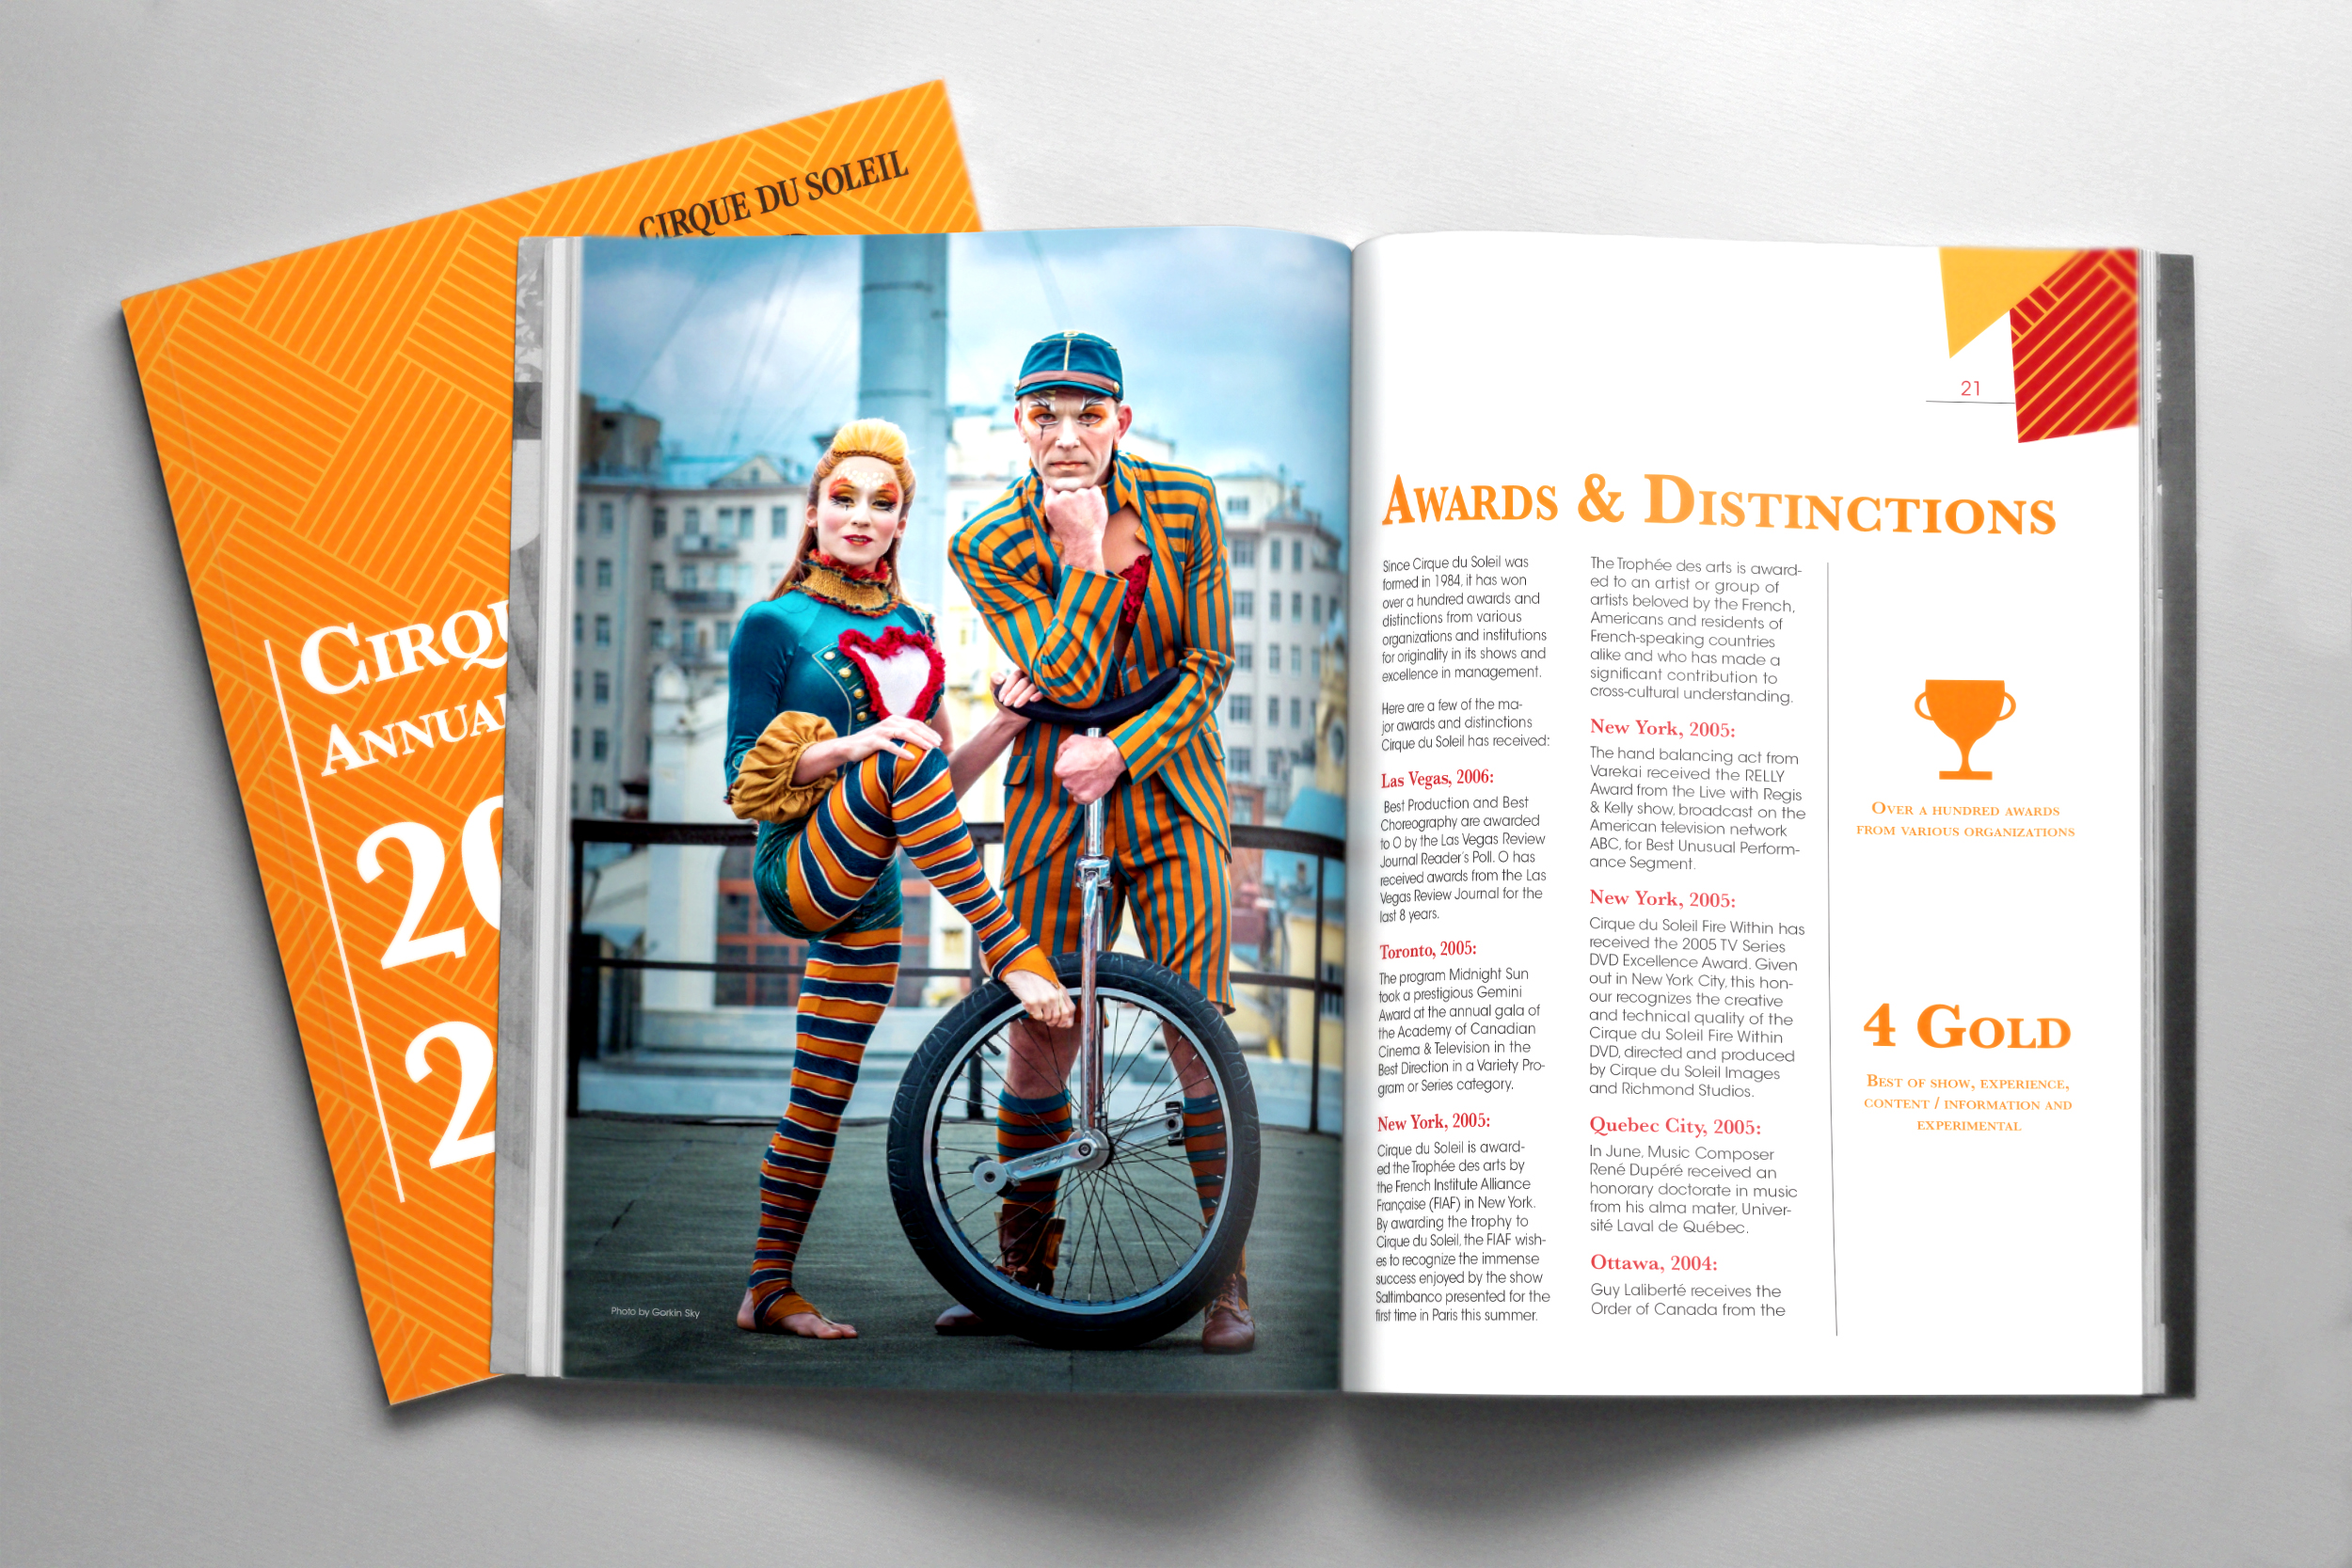 CIRQUE DU SOLEIL
ANNUAL
Photo by Gorkin Sky
21
AWARDS & DISTINCTIONS
Since Cirque du Soleil was
formed in 1984, it has won
over a hundred awards and
distinctions from various
organizations and institutions
for originality in its shows and
excellence in management.
Here are a few of the ma-
jor awards and distinctions
Cirque du Soleil has received:
Las Vegas, 2006:
Best Production and Best
Choreography are awarded
to O by the Las Vegas Review
Journal Reader's Poll. O has
received awards from the Las
Vegas Review Journal for the
last 8 years.
Toronto, 2005:
The program Midnight Sun
took a prestigious Gemini
Award at the annual gala of
the Academy of Canadian
Cinema & Television in the
Best Direction in a Variety Pro-
gram or Series category.
New York, 2005:
Cirque du Soleil is award-
ed the Trophée des arts by
the French Institute Alliance
Française (FIAF) in New York.
By awarding the trophy to
Cirque du Soleil, the FIAF wish-
es to recognize the immense
success enjoyed by the show
Saltimbanco presented for the
first time in Paris this summer.
The Trophée des arts is award-
ed to an artist or group of
artists beloved by the French,
Americans and residents of
French-speaking countries
alike and who has made a
significant contribution to
cross-cultural understanding.
New York, 2005:
The hand balancing act from
Varekai received the RELLY
Award from the Live with Regis
& Kelly show, broadcast on the
American television network
ABC, for Best Unusual Perform-
ance Segment.
New York, 2005:
Cirque du Soleil Fire Within has
received the 2005 TV Series
DVD Excellence Award. Given
out in New York City, this hon-
our recognizes the creative
and technical quality of the
Cirque du Soleil Fire Within
DVD, directed and produced
by Cirque du Soleil Images
and Richmond Studios.
Quebec City, 2005:
In June, Music Composer
René Dupéré received an
honorary doctorate in music
from his alma mater, Univer-
sité Laval de Québec.
Ottawa, 2004:
Guy Laliberté receives the
Order of Canada from the
OVER A HUNDRED AWARDS
FROM VARIOUS ORGANIZATIONS
4 GOLD
BEST OF SHOW, EXPERIENCE,
CONTENT / INFORMATION AND
EXPERIMENTAL